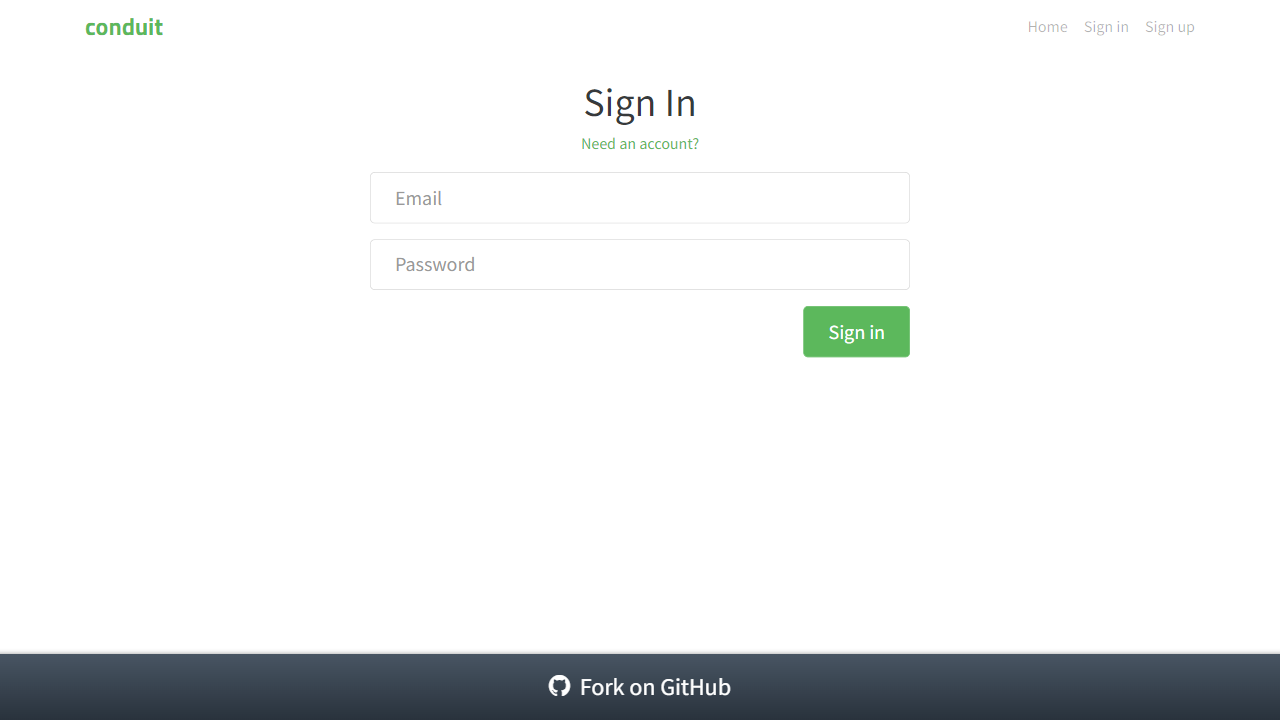 conduit
Home Sign in Sign up
Sign In
Need an account?
Email
Password
Sign in
Fork on GitHub